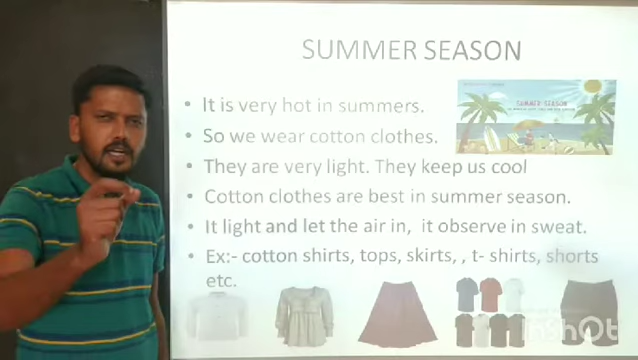 SUMMER SEASON
It is very hot in summers.
So we wear cotton clothes.
They are very light. They keep us cool
Cotton clothes are best in summer season.
It light and let the air in, it observe in sweat.
Ex:- cotton shirts, tops, skirts, , t- shirts, shorts
etc.
SUMMER SEASON
InShOt